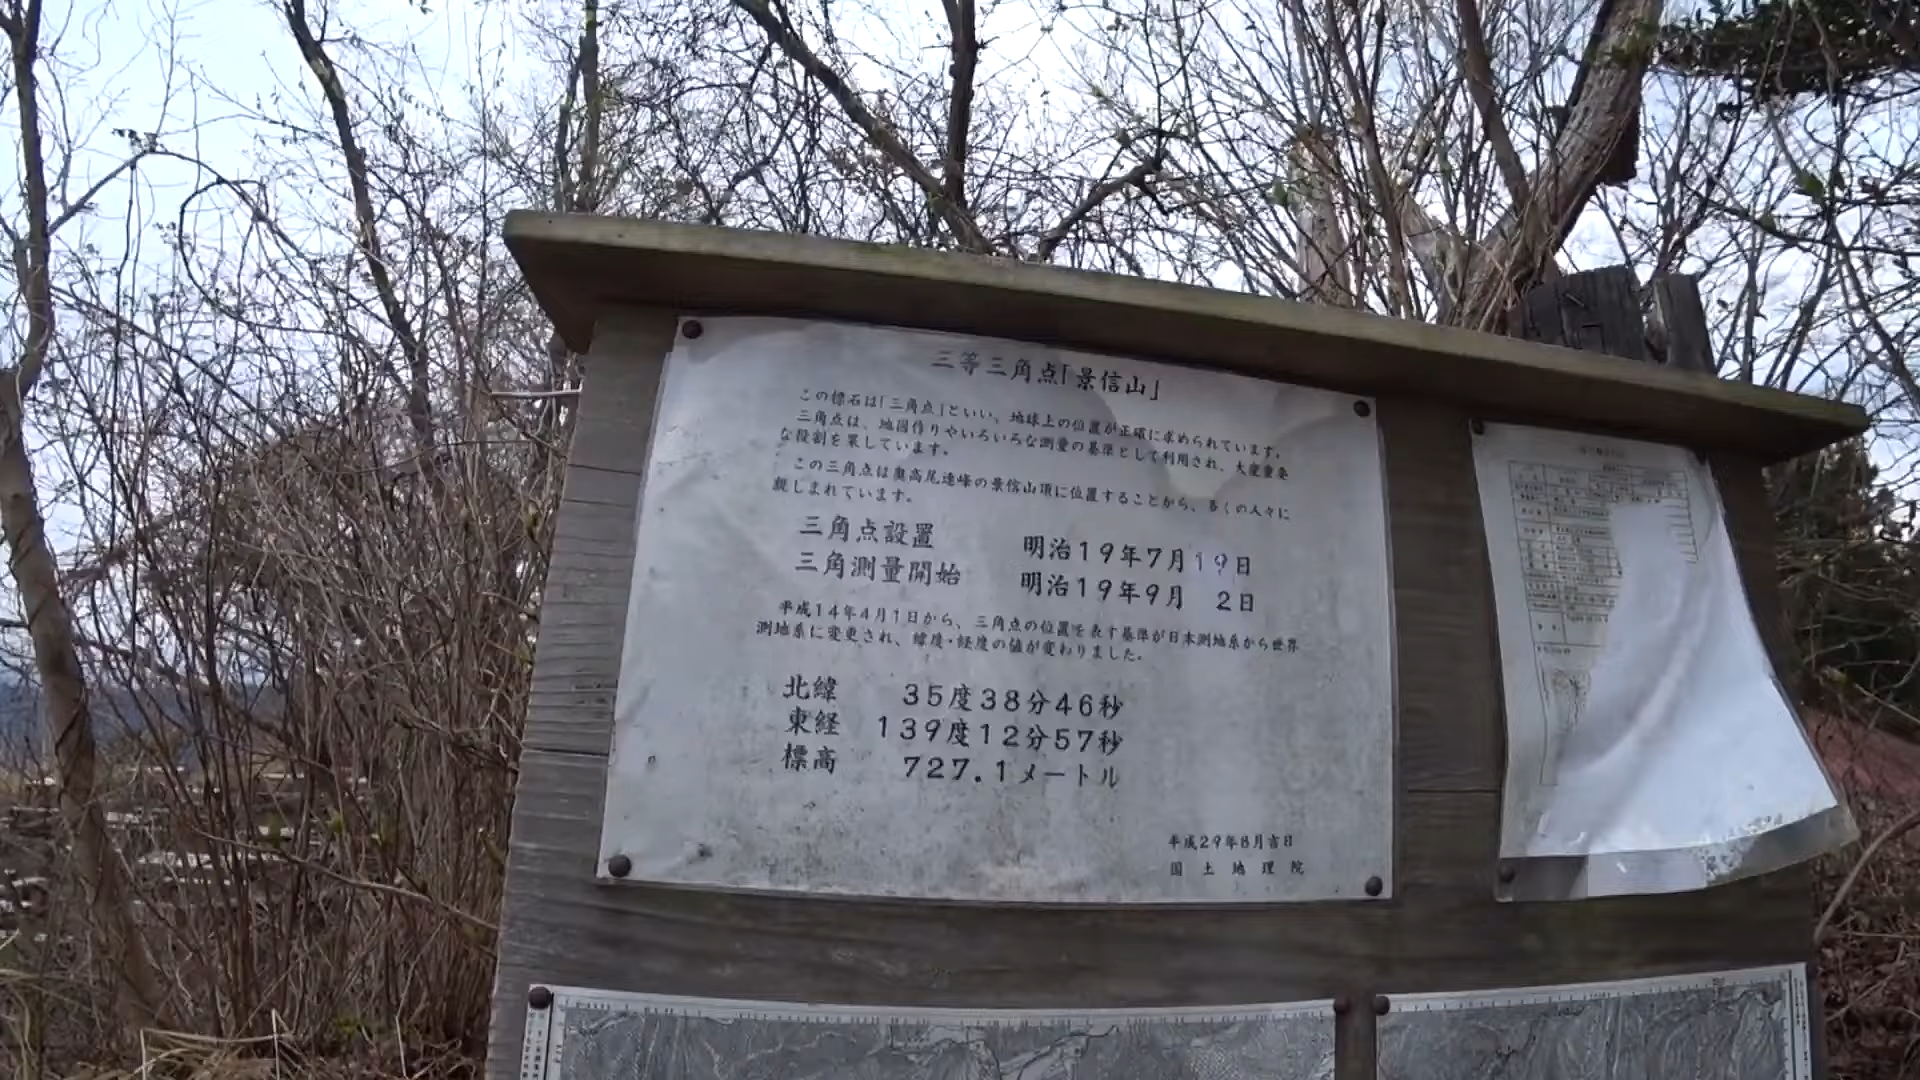 三等三角点「景信山」
この標石は「三角点」といい、地球上の位置が正確に求められています。
三角点は、地図作りやいろいろな測量の基準として利用され、大変重要
な役割を果しています。
この三角点は奥高尾連峰の景信山頂に位置することから、多くの人々に
親しまれています。
三角点設置 明治19年7月19日
三角測量開始 明治19年9月 2日
平成14年4月1日から、三角点の位置を表す基準が日本測地系から世界
測地系に変更され、緯度・経度の値が変わりました。
北緯 35度38分46秒
東経 139度12分57秒
標高 727.1メートル
平成29年8月吉日
国土地理院